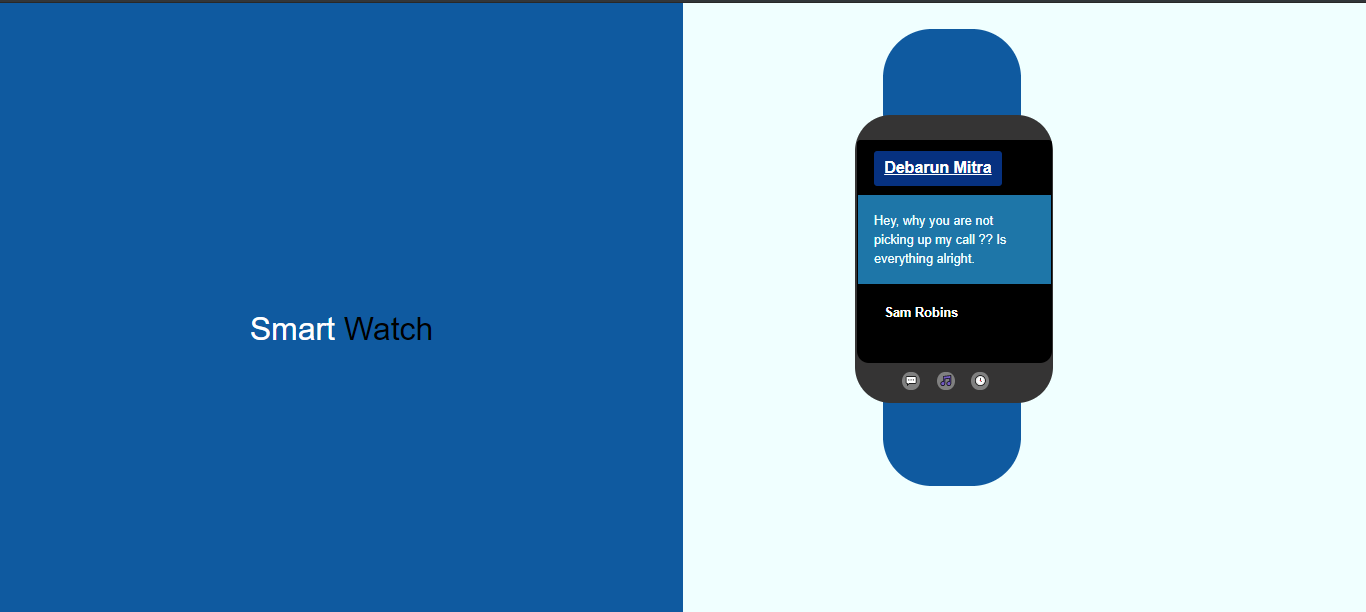 Smart Watch
Debarun Mitra
Hey, why you are not
picking up my call ?? Is
everything alright.
Sam Robins